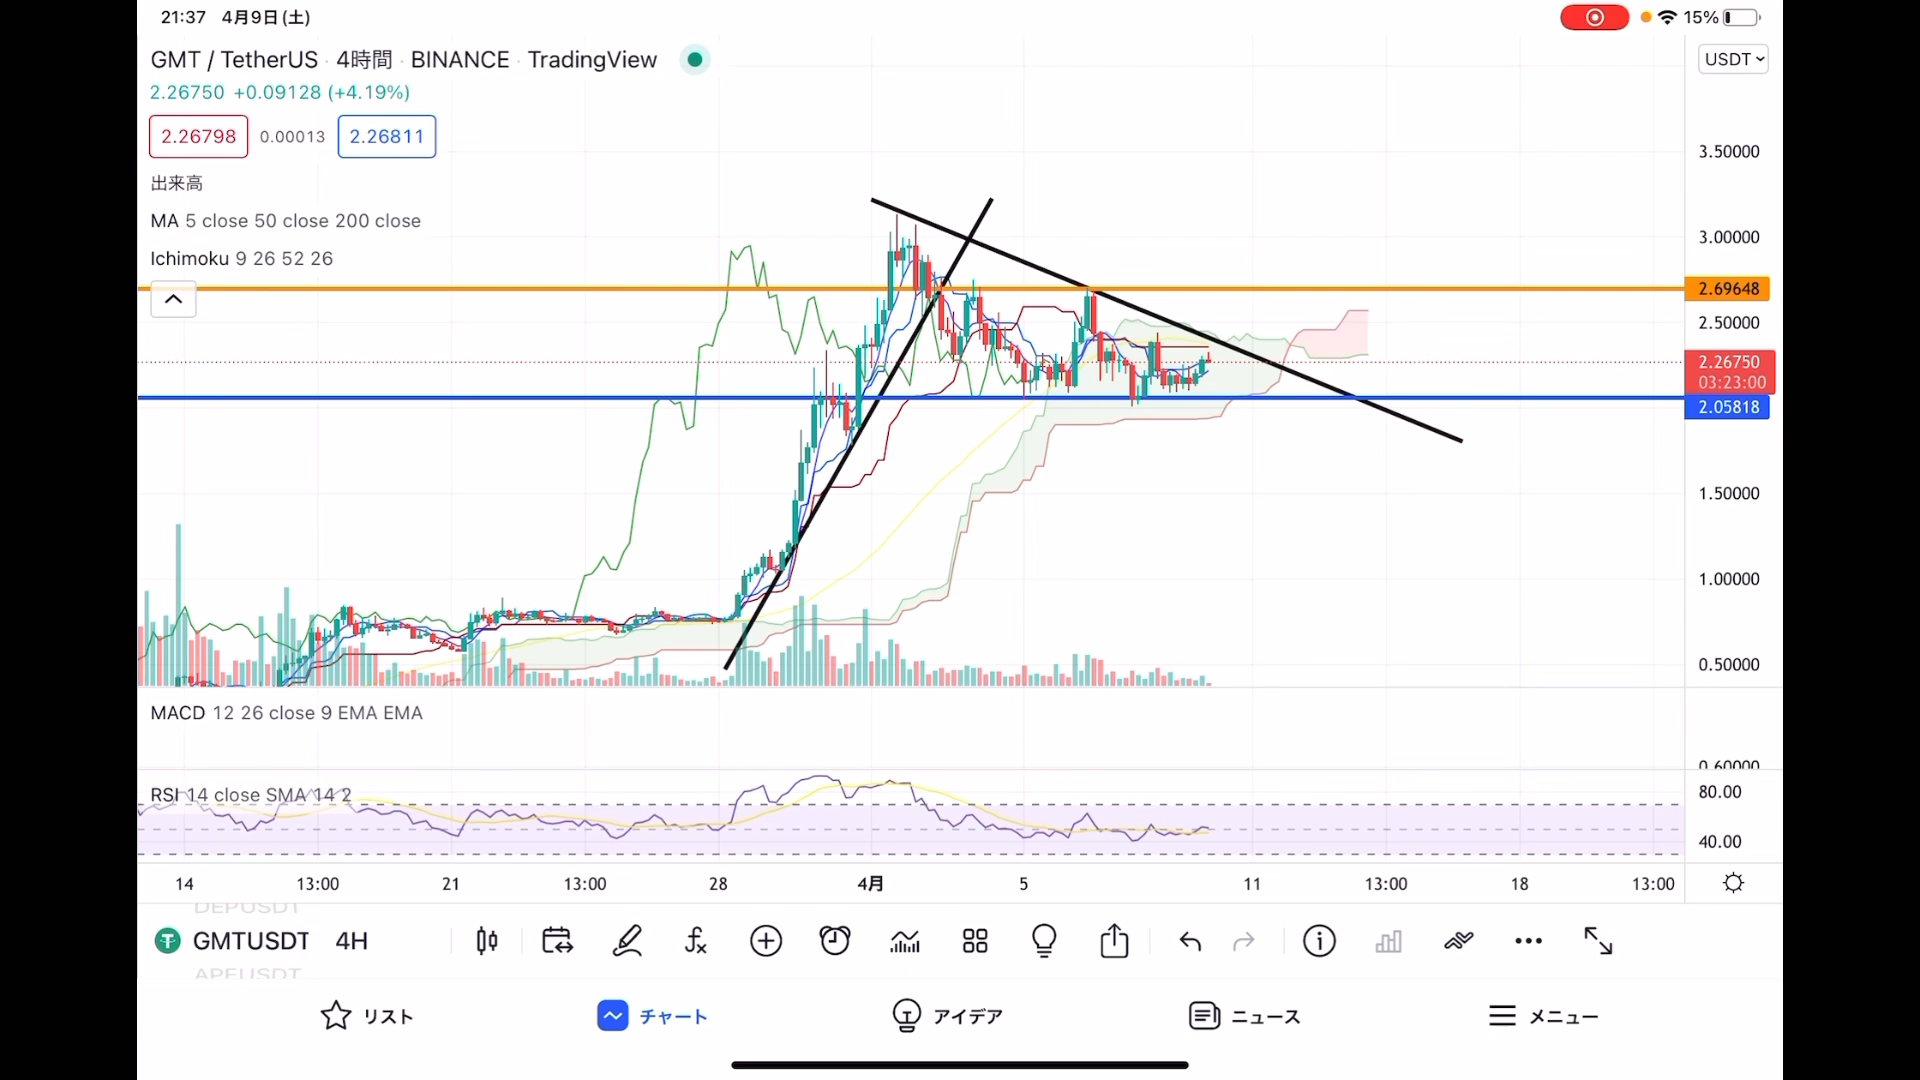 21:37 4月9日(土)
15%
GMT / TetherUS · 4時間 · BINANCE · TradingView
USDT
2.26750 +0.09128 (+4.19%)
2.26798 0.00013 2.26811
出来高
MA 5 close 50 close 200 close
Ichimoku 9 26 52 26
3.50000
3.00000
2.69648
2.50000
2.26750
03:23:00
2.05818
1.50000
1.00000
0.50000
MACD 12 26 close 9 EMA EMA
0.60000
RSI 14 close SMA 14 2
80.00
40.00
14 13:00 21 13:00 28 4月 5 11 13:00 18 13:00
DEPUSDT
GMTUSDT 4H
APEUSDT
リスト チャート アイデア ニュース メニュー